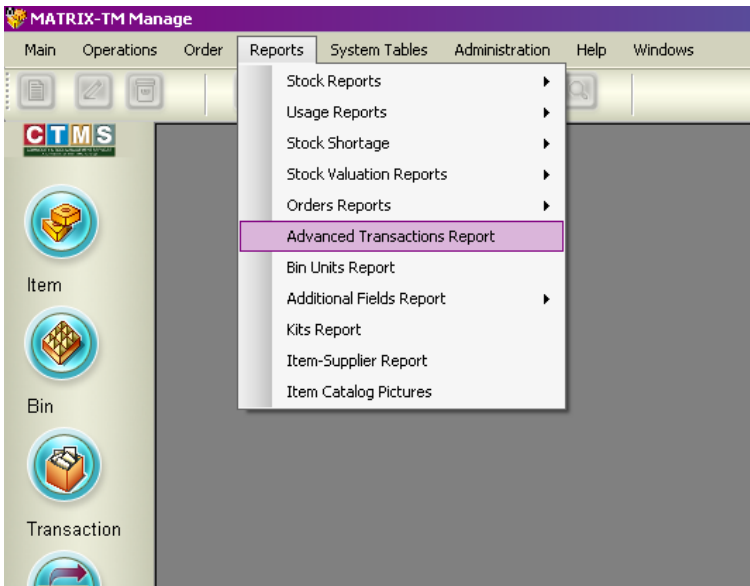 MATRIX-TM Manage
Main Operations Order Reports System Tables Administration Help Windows
Stock Reports
Usage Reports
Stock Shortage
Stock Valuation Reports
Orders Reports
Advanced Transactions Report
Bin Units Report
Additional Fields Report
Kits Report
Item-Supplier Report
Item Catalog Pictures
CTMS
Item
Bin
Transaction